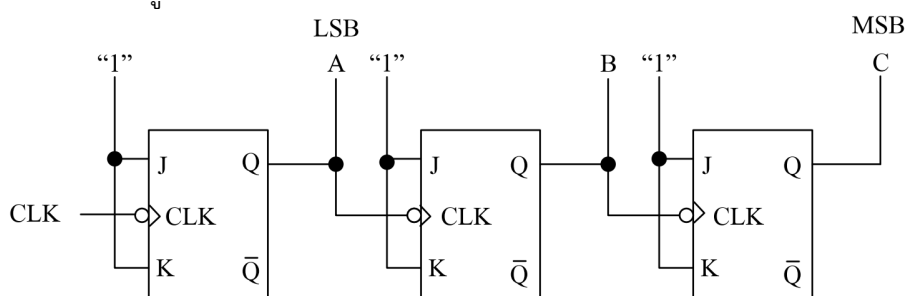 LSB MSB
“1” A “1” B “1” C
J Q J Q J Q
CLK CLK CLK CLK
K Q̅ K Q̅ K Q̅